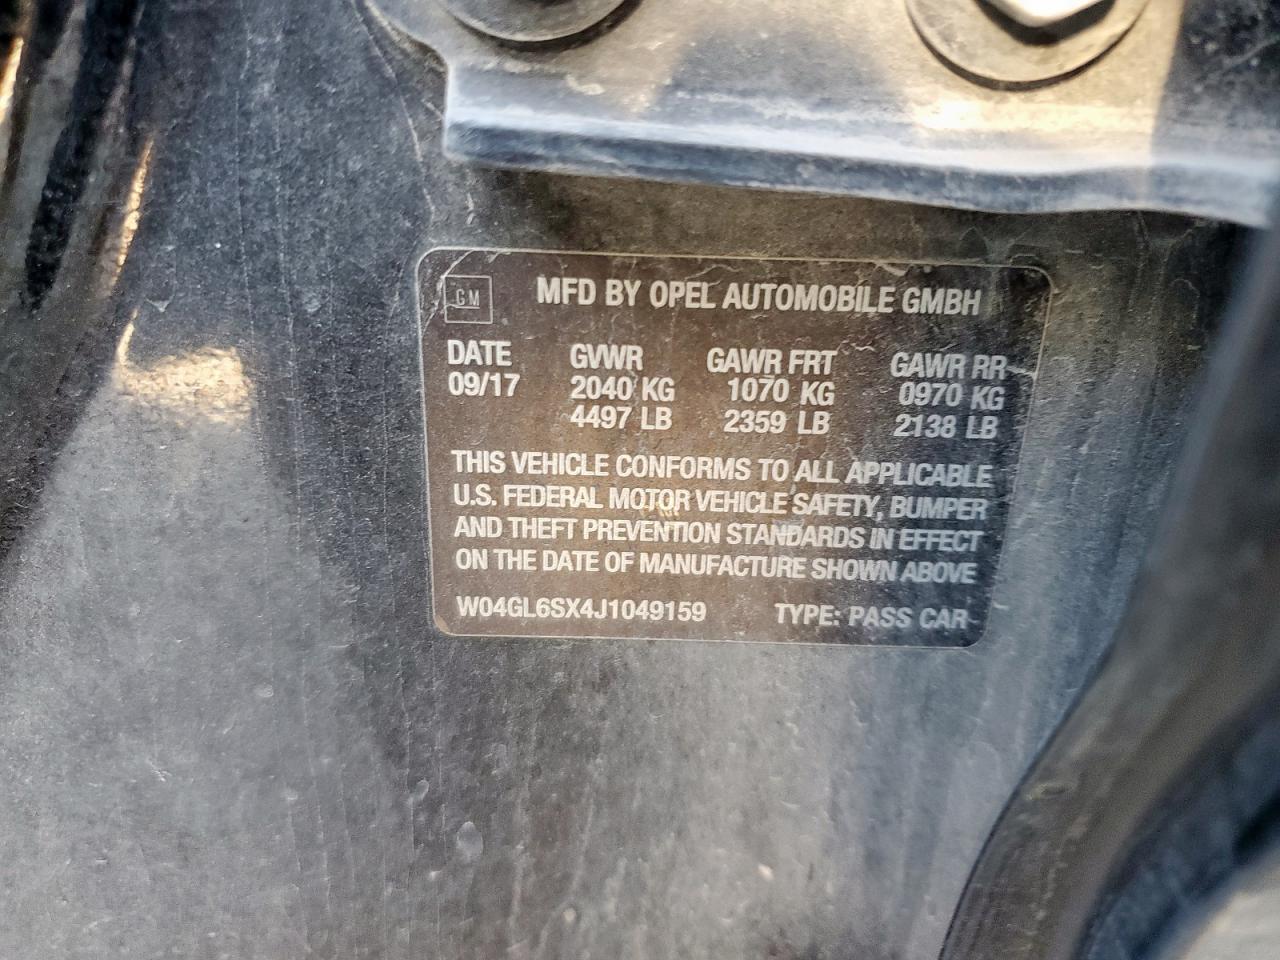 GM
MFD BY OPEL AUTOMOBILE GMBH
DATE GVWR GAWR FRT GAWR RR
09/17 2040 KG 1070 KG 0970 KG
4497 LB 2359 LB 2138 LB
THIS VEHICLE CONFORMS TO ALL APPLICABLE
U.S. FEDERAL MOTOR VEHICLE SAFETY, BUMPER
AND THEFT PREVENTION STANDARDS IN EFFECT
ON THE DATE OF MANUFACTURE SHOWN ABOVE
W04GL6SX4J1049159 TYPE: PASS CAR